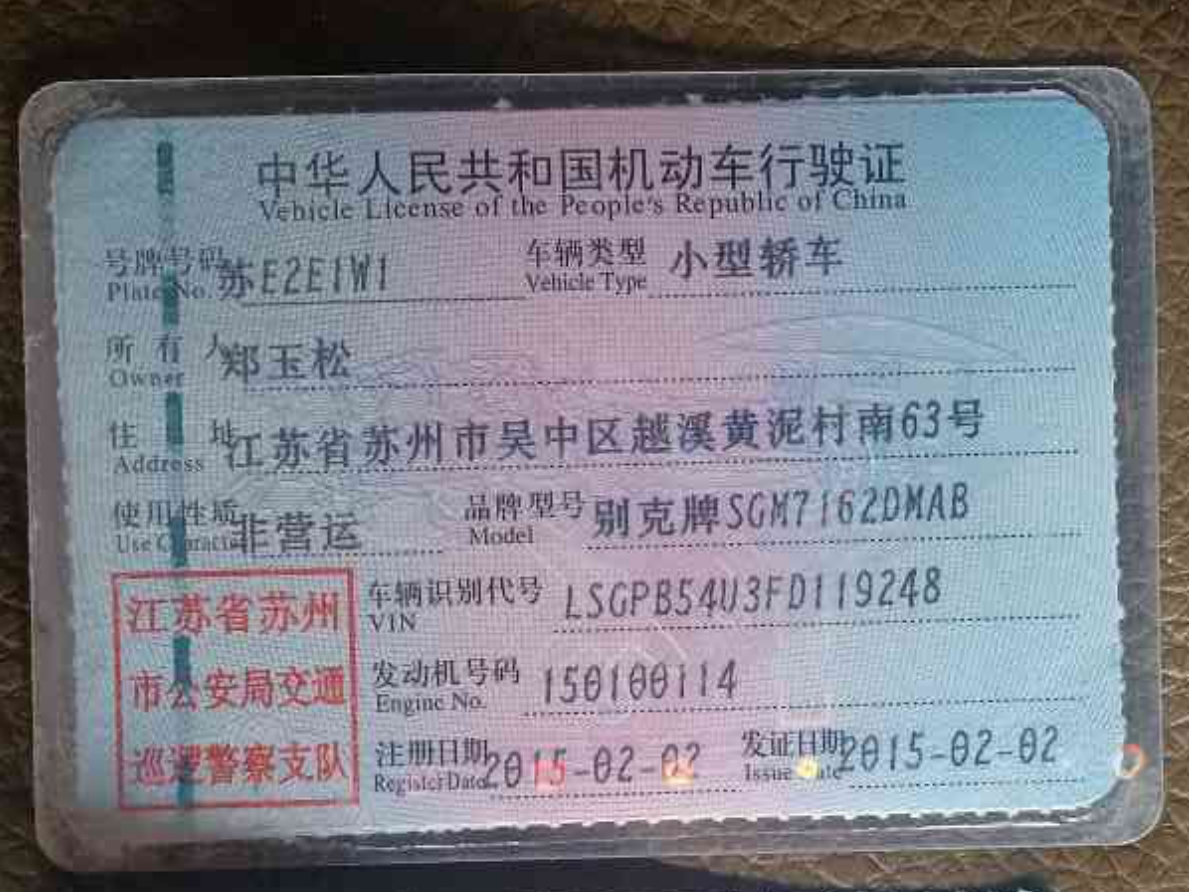 中华人民共和国机动车行驶证
Vehicle License of the People's Republic of China
号牌号码 苏E2E1W1 车辆类型 小型轿车
Plate No. Vehicle Type
所有人 郑玉松
Owner
住址 江苏省苏州市吴中区越溪黄泥村南63号
Address
使用性质 非营运 品牌型号 别克牌SGM7162DMAB
Use Character Model
江苏省苏州
市公安局交通
巡逻警察支队
车辆识别代号 LSGPB54U3FD119248
VIN
发动机号码 150100114
Engine No.
注册日期 2015-02-02 发证日期 2015-02-02
Register Date Issue Date